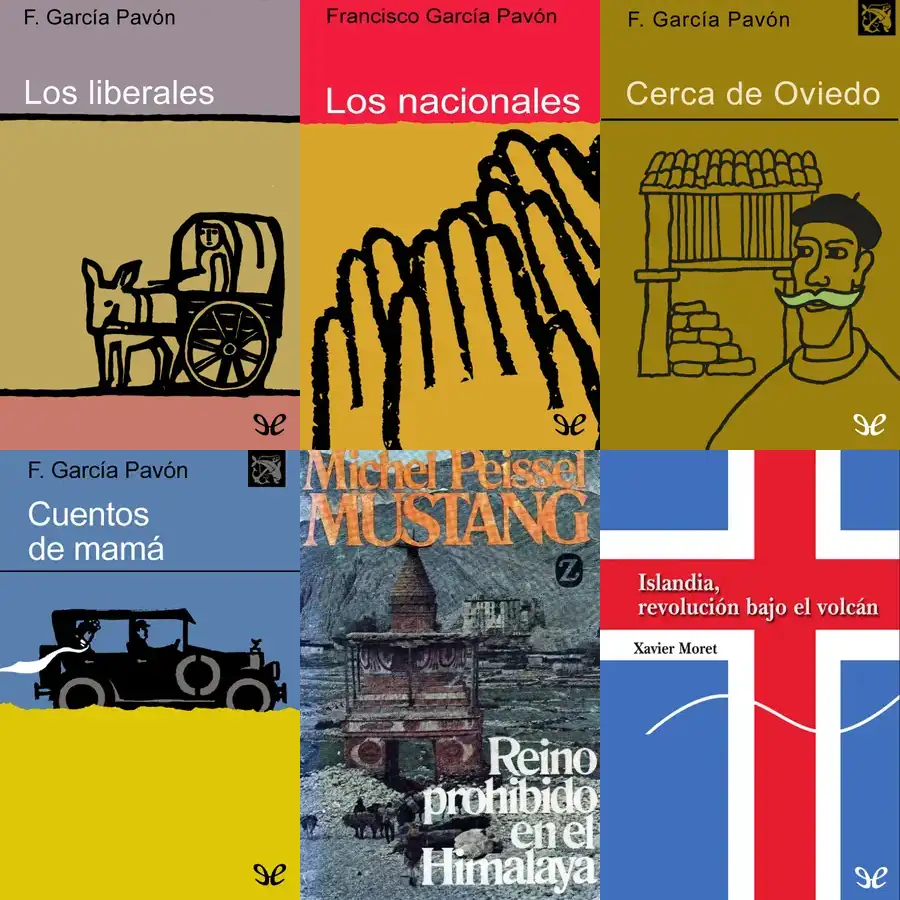 F. García Pavón
Los liberales
Francisco García Pavón
Los nacionales
F. García Pavón
Cerca de Oviedo
F. García Pavón
Cuentos
de mamá
Michel Peissel
MUSTANG
Z
Reino
prohibido
en el
Himalaya
Islandia,
revolución bajo el volcán
Xavier Moret